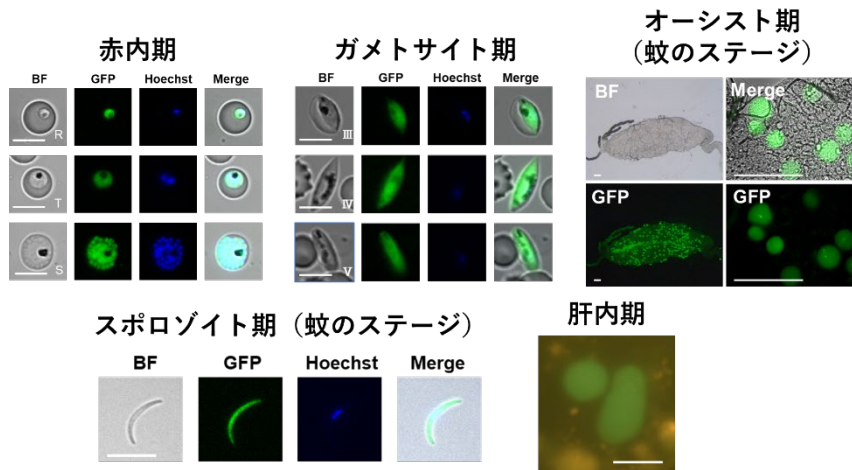 赤内期
BF GFP Hoechst Merge
R
T
S
ガメトサイト期
BF GFP Hoechst Merge
III
IV
V
オーシスト期
（蚊のステージ）
BF Merge
GFP GFP
スポロゾイト期（蚊のステージ）
BF GFP Hoechst Merge
肝内期